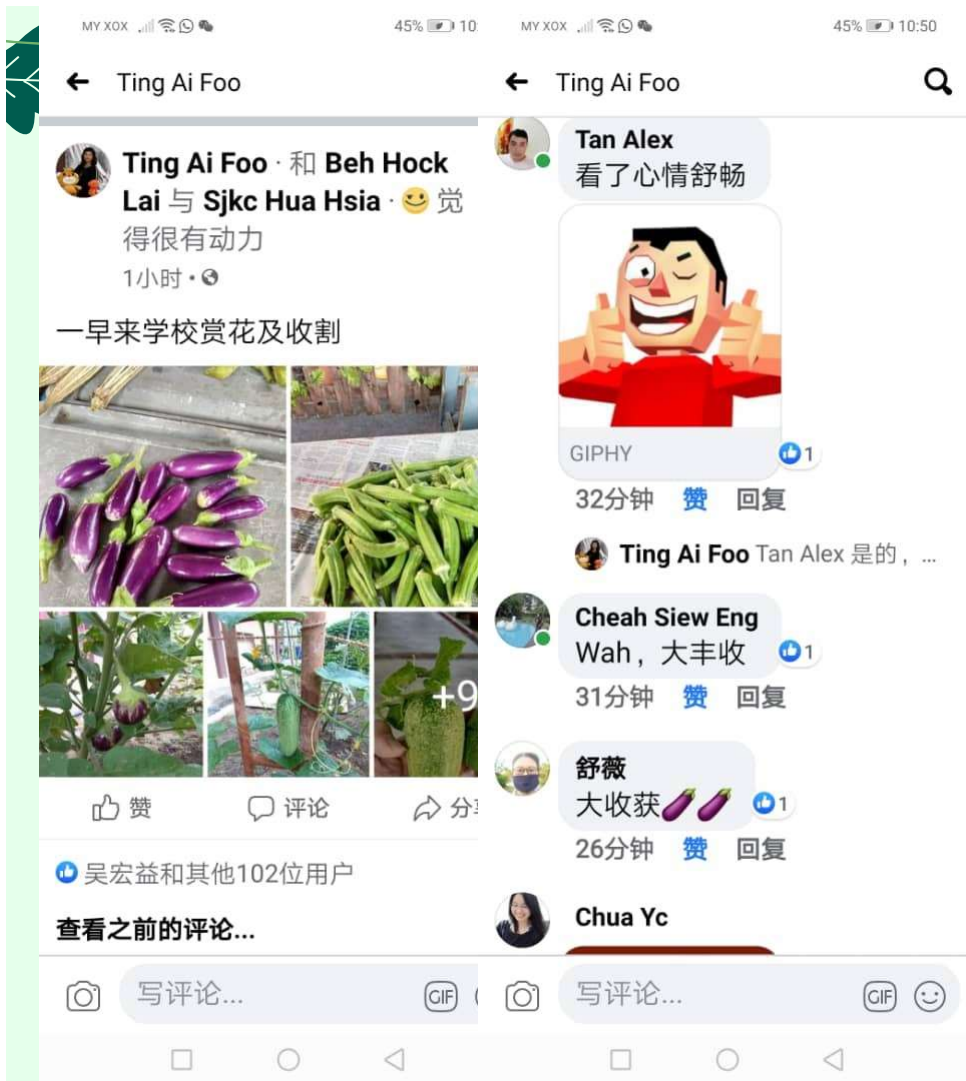 MY XOX
45%
10:
Ting Ai Foo
Ting Ai Foo · 和 Beh Hock
Lai 与 Sjkc Hua Hsia · 觉
得很有动力
1小时 ·
一早来学校赏花及收割
+9
赞
评论
分
吴宏益和其他102位用户
查看之前的评论...
写评论...
GIF
MY XOX
45%
10:50
Ting Ai Foo
Tan Alex
看了心情舒畅
GIPHY
1
32分钟 赞 回复
Ting Ai Foo Tan Alex 是的，...
Cheah Siew Eng
Wah，大丰收
1
31分钟 赞 回复
舒薇
大收获🍆🍆
1
26分钟 赞 回复
Chua Yc
写评论...
GIF